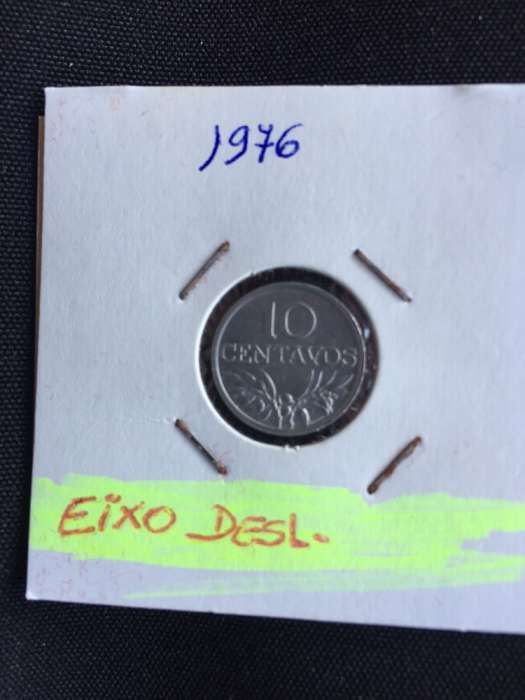 1976
10
CENTAVOS
EIXO DESL.